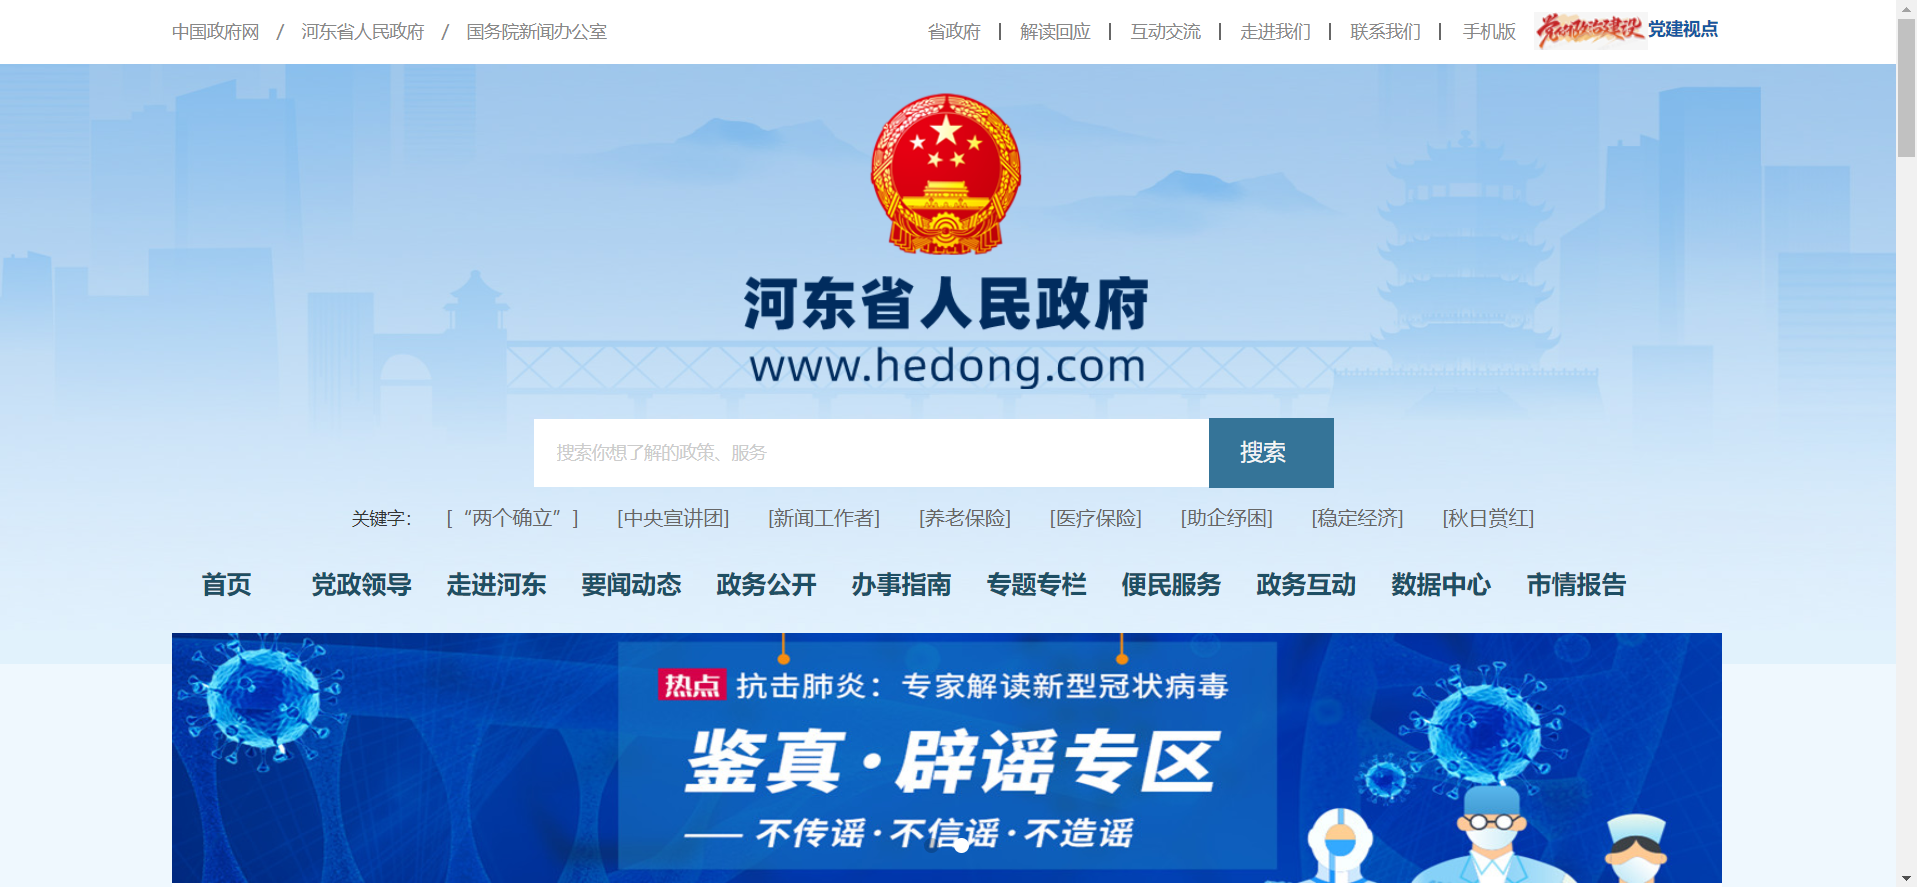 中国政府网 / 河东省人民政府 / 国务院新闻办公室
省政府 | 解读回应 | 互动交流 | 走进我们 | 联系我们 | 手机版 党的政治建设 党建视点
河东省人民政府
www.hedong.com
搜索你想了解的政策、服务 搜索
关键字： [“两个确立”] [中央宣讲团] [新闻工作者] [养老保险] [医疗保险] [助企纾困] [稳定经济] [秋日赏红]
首页 党政领导 走进河东 要闻动态 政务公开 办事指南 专题专栏 便民服务 政务互动 数据中心 市情报告
热点 抗击肺炎：专家解读新型冠状病毒
鉴真·辟谣专区
—— 不传谣·不信谣·不造谣